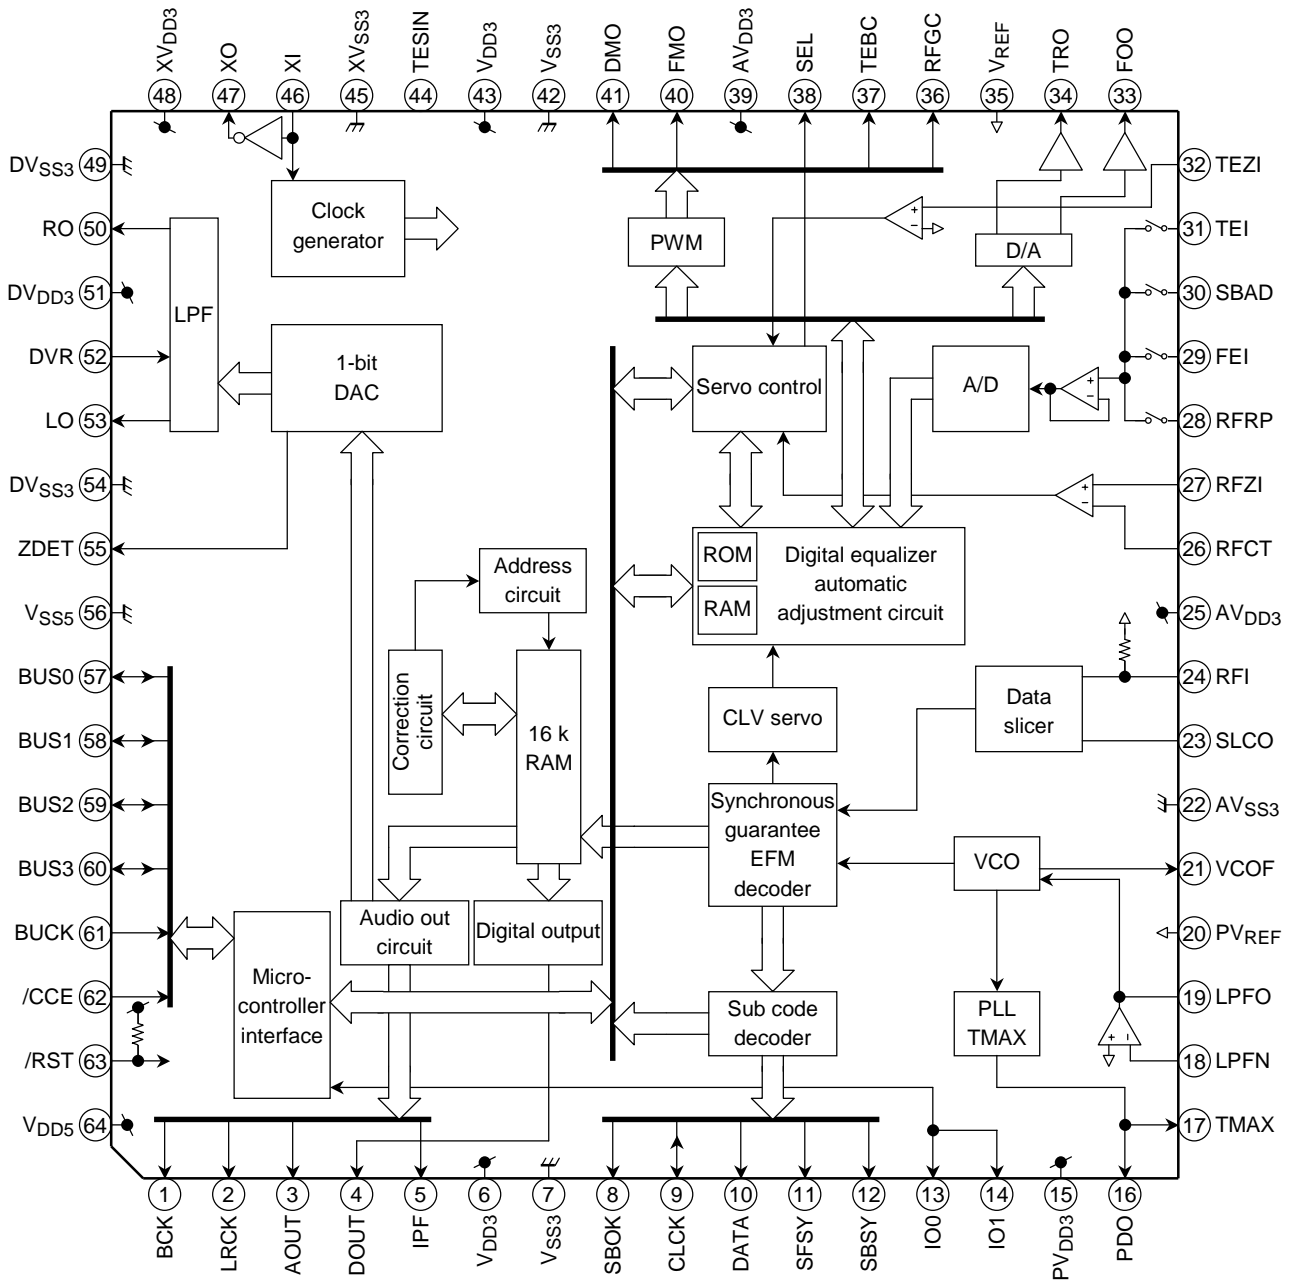 XVDD3
XO
XI
XVSS3
TESIN
VDD3
VSS3
DMO
FMO
AVDD3
SEL
TEBC
RFGC
VREF
TRO
FOO
48
47
46
45
44
43
42
41
40
39
38
37
36
35
34
33
DVSS3 49
RO 50
DVDD3 51
DVR 52
LO 53
DVSS3 54
ZDET 55
VSS5 56
BUS0 57
BUS1 58
BUS2 59
BUS3 60
BUCK 61
/CCE 62
/RST 63
VDD5 64
32 TEZI
31 TEI
30 SBAD
29 FEI
28 RFRP
27 RFZI
26 RFCT
25 AVDD3
24 RFI
23 SLCO
22 AVSS3
21 VCOF
20 PVREF
19 LPFO
18 LPFN
17 TMAX
Clock
generator
LPF
1-bit
DAC
PWM
+
−
D/A
Servo control
A/D
+
−
+
−
ROM
RAM
Digital equalizer
automatic
adjustment circuit
Address
circuit
Correction
circuit
16 k
RAM
CLV servo
Data
slicer
Synchronous
guarantee
EFM
decoder
VCO
Audio out
circuit
Digital output
Micro-
controller
interface
Sub code
decoder
PLL
TMAX
+ −
1
2
3
4
5
6
7
8
9
10
11
12
13
14
15
16
BCK
LRCK
AOUT
DOUT
IPF
VDD3
VSS3
SBOK
CLCK
DATA
SFSY
SBSY
IO0
IO1
PVDD3
PDO